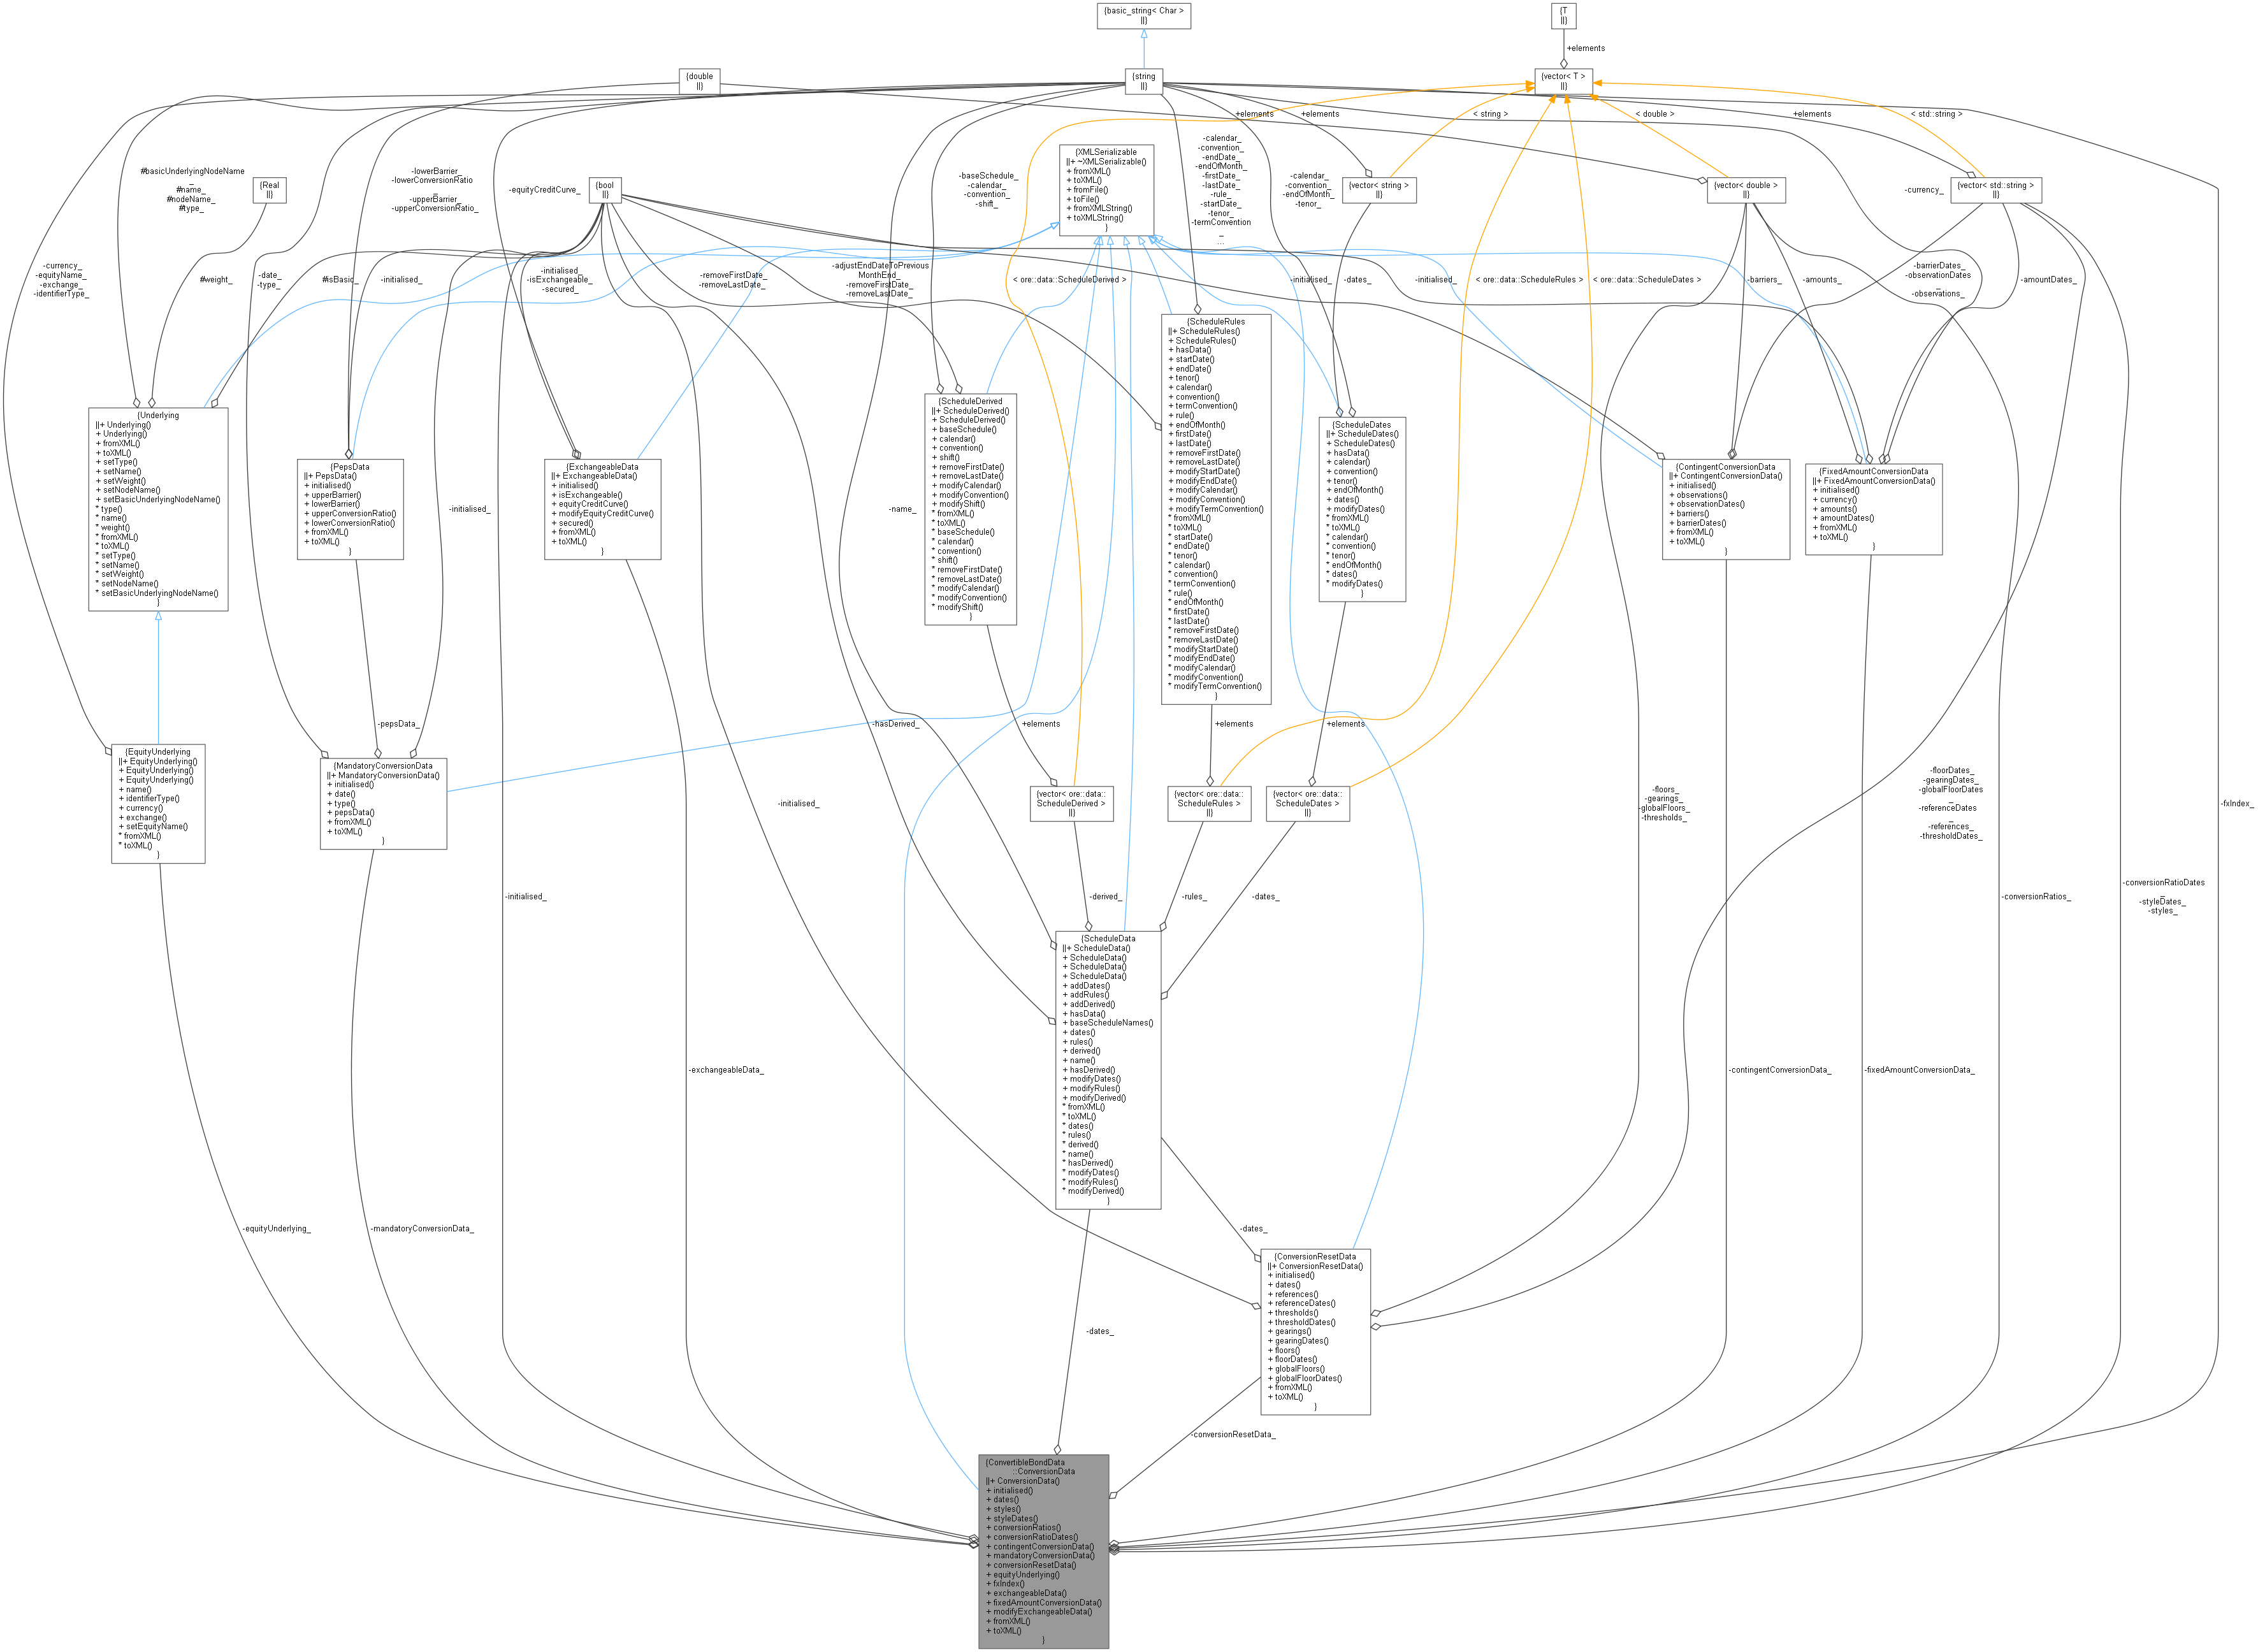 {basic_string< Char >
||}
{T
||}
+elements
{double
||}
{string
||}
{vector< T >
||}
+elements
+elements
< string >
< double >
+elements
< std::string >
#basicUnderlyingNodeName
_
#name_
#nodeName_
#type_
{Real
||}
-lowerBarrier_
-lowerConversionRatio
_
-upperBarrier_
-upperConversionRatio_
-equityCreditCurve_
{bool
||}
-baseSchedule_
-calendar_
-convention_
-shift_
{XMLSerializable
||+ ~XMLSerializable()
+ fromXML()
+ toXML()
+ fromFile()
+ toFile()
+ fromXMLString()
+ toXMLString()
}
-calendar_
-convention_
-endDate_
-endOfMonth_
-firstDate_
-lastDate_
-rule_
-startDate_
-tenor_
-termConvention
_
...
-calendar_
-convention_
-endOfMonth_
-tenor_
{vector< string >
||}
{vector< double >
||}
-currency_
{vector< std::string >
||}
-currency_
-equityName_
-exchange_
-identifierType_
-date_
-type_
#weight_
#isBasic_
-initialised_
-initialised_
-isExchangeable_
-secured_
-removeFirstDate_
-removeLastDate_
-adjustEndDateToPrevious
MonthEnd_
-removeFirstDate_
-removeLastDate_
< ore::data::ScheduleDerived >
-initialised_
-dates_
-initialised_
< ore::data::ScheduleRules >
< ore::data::ScheduleDates >
-barriers_
-amounts_
-barrierDates_
-observationDates
_
-observations_
-amountDates_
{Underlying
||+ Underlying()
+ Underlying()
+ fromXML()
+ toXML()
+ setType()
+ setName()
+ setWeight()
+ setNodeName()
+ setBasicUnderlyingNodeName()
* type()
* name()
* weight()
* fromXML()
* toXML()
* setType()
* setName()
* setWeight()
* setNodeName()
* setBasicUnderlyingNodeName()
}
{PepsData
||+ PepsData()
+ initialised()
+ upperBarrier()
+ lowerBarrier()
+ upperConversionRatio()
+ lowerConversionRatio()
+ fromXML()
+ toXML()
}
-initialised_
{ExchangeableData
||+ ExchangeableData()
+ initialised()
+ isExchangeable()
+ equityCreditCurve()
+ modifyEquityCreditCurve()
+ secured()
+ fromXML()
+ toXML()
}
-name_
{ScheduleDerived
||+ ScheduleDerived()
+ ScheduleDerived()
+ baseSchedule()
+ calendar()
+ convention()
+ shift()
+ removeFirstDate()
+ removeLastDate()
+ modifyCalendar()
+ modifyConvention()
+ modifyShift()
* fromXML()
* toXML()
* baseSchedule()
* calendar()
* convention()
* shift()
* removeFirstDate()
* removeLastDate()
* modifyCalendar()
* modifyConvention()
* modifyShift()
}
{ScheduleRules
||+ ScheduleRules()
+ ScheduleRules()
+ hasData()
+ startDate()
+ endDate()
+ tenor()
+ calendar()
+ convention()
+ termConvention()
+ rule()
+ endOfMonth()
+ firstDate()
+ lastDate()
+ removeFirstDate()
+ removeLastDate()
+ modifyStartDate()
+ modifyEndDate()
+ modifyCalendar()
+ modifyConvention()
+ modifyTermConvention()
* fromXML()
* toXML()
* startDate()
* endDate()
* tenor()
* calendar()
* convention()
* termConvention()
* rule()
* endOfMonth()
* firstDate()
* lastDate()
* removeFirstDate()
* removeLastDate()
* modifyStartDate()
* modifyEndDate()
* modifyCalendar()
* modifyConvention()
* modifyTermConvention()
}
{ScheduleDates
||+ ScheduleDates()
+ ScheduleDates()
+ hasData()
+ calendar()
+ convention()
+ tenor()
+ endOfMonth()
+ dates()
+ modifyDates()
* fromXML()
* toXML()
* calendar()
* convention()
* tenor()
* endOfMonth()
* dates()
* modifyDates()
}
{ContingentConversionData
||+ ContingentConversionData()
+ initialised()
+ observations()
+ observationDates()
+ barriers()
+ barrierDates()
+ fromXML()
+ toXML()
}
{FixedAmountConversionData
||+ FixedAmountConversionData()
+ initialised()
+ currency()
+ amounts()
+ amountDates()
+ fromXML()
+ toXML()
}
{EquityUnderlying
||+ EquityUnderlying()
+ EquityUnderlying()
+ EquityUnderlying()
+ name()
+ identifierType()
+ currency()
+ exchange()
+ setEquityName()
* fromXML()
* toXML()
}
-pepsData_
{MandatoryConversionData
||+ MandatoryConversionData()
+ initialised()
+ date()
+ type()
+ pepsData()
+ fromXML()
+ toXML()
}
-initialised_
-hasDerived_
+elements
+elements
+elements
{vector< ore::data::
ScheduleDerived >
||}
{vector< ore::data::
ScheduleRules >
||}
{vector< ore::data::
ScheduleDates >
||}
-floors_
-gearings_
-globalFloors_
-thresholds_
-floorDates_
-gearingDates_
-globalFloorDates
_
-referenceDates
_
-references_
-thresholdDates_
-fxIndex_
-initialised_
-derived_
-rules_
-dates_
-conversionRatios_
-conversionRatioDates
_
-styleDates_
-styles_
{ScheduleData
||+ ScheduleData()
+ ScheduleData()
+ ScheduleData()
+ ScheduleData()
+ addDates()
+ addRules()
+ addDerived()
+ hasData()
+ baseScheduleNames()
+ dates()
+ rules()
+ derived()
+ name()
+ hasDerived()
+ modifyDates()
+ modifyRules()
+ modifyDerived()
* fromXML()
* toXML()
* dates()
* rules()
* derived()
* name()
* hasDerived()
* modifyDates()
* modifyRules()
* modifyDerived()
}
-exchangeableData_
-contingentConversionData_
-fixedAmountConversionData_
-equityUnderlying_
-mandatoryConversionData_
-dates_
{ConversionResetData
||+ ConversionResetData()
+ initialised()
+ dates()
+ references()
+ referenceDates()
+ thresholds()
+ thresholdDates()
+ gearings()
+ gearingDates()
+ floors()
+ floorDates()
+ globalFloors()
+ globalFloorDates()
+ fromXML()
+ toXML()
}
-dates_
-conversionResetData_
{ConvertibleBondData
::ConversionData
||+ ConversionData()
+ initialised()
+ dates()
+ styles()
+ styleDates()
+ conversionRatios()
+ conversionRatioDates()
+ contingentConversionData()
+ mandatoryConversionData()
+ conversionResetData()
+ equityUnderlying()
+ fxIndex()
+ exchangeableData()
+ fixedAmountConversionData()
+ modifyExchangeableData()
+ fromXML()
+ toXML()
}